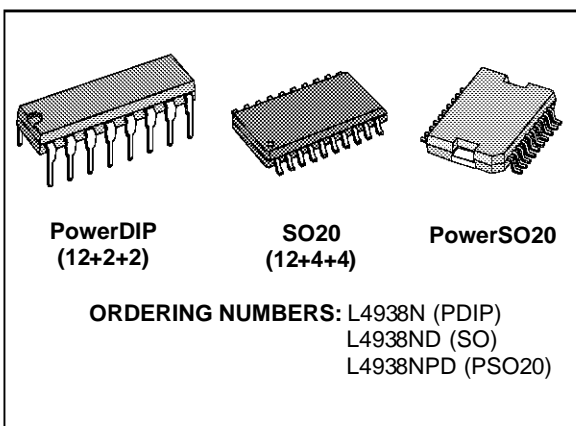 PowerDIP
(12+2+2)
SO20
(12+4+4)
PowerSO20
ORDERING NUMBERS: L4938N (PDIP)
L4938ND (SO)
L4938NPD (PSO20)